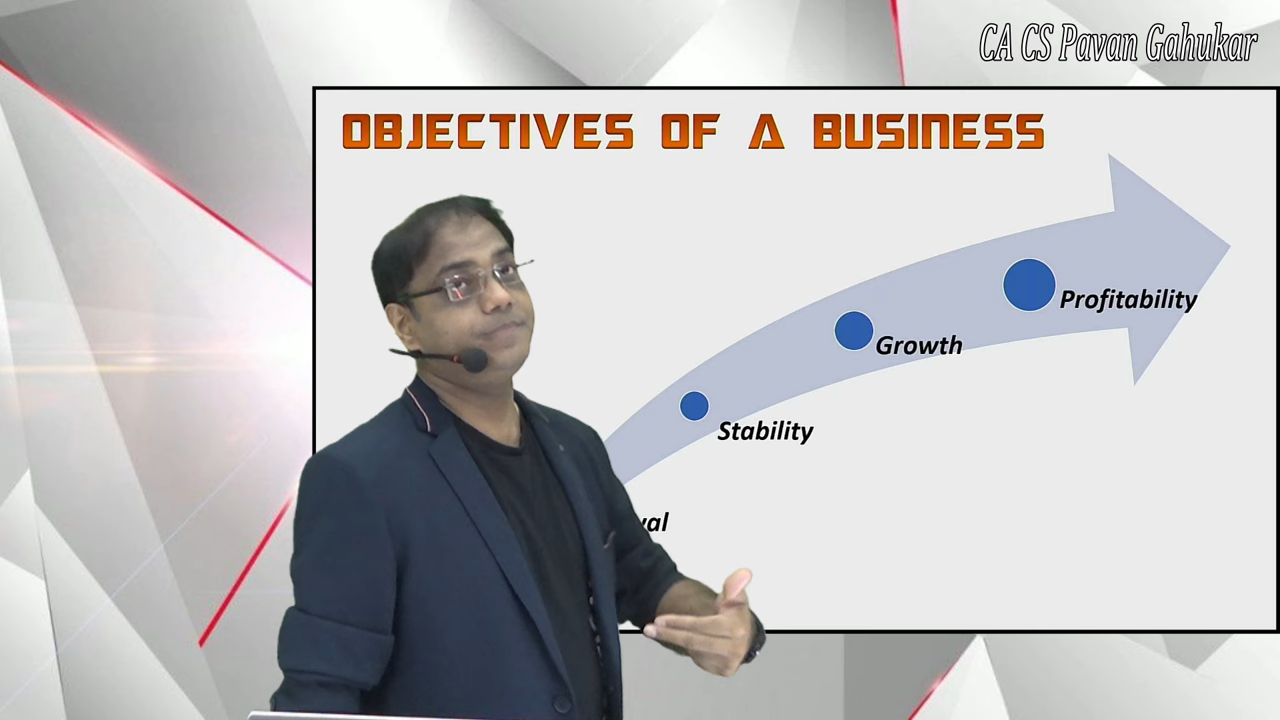 CA CS Pavan Gahukar
OBJECTIVES OF A BUSINESS
Profitability
Growth
Stability